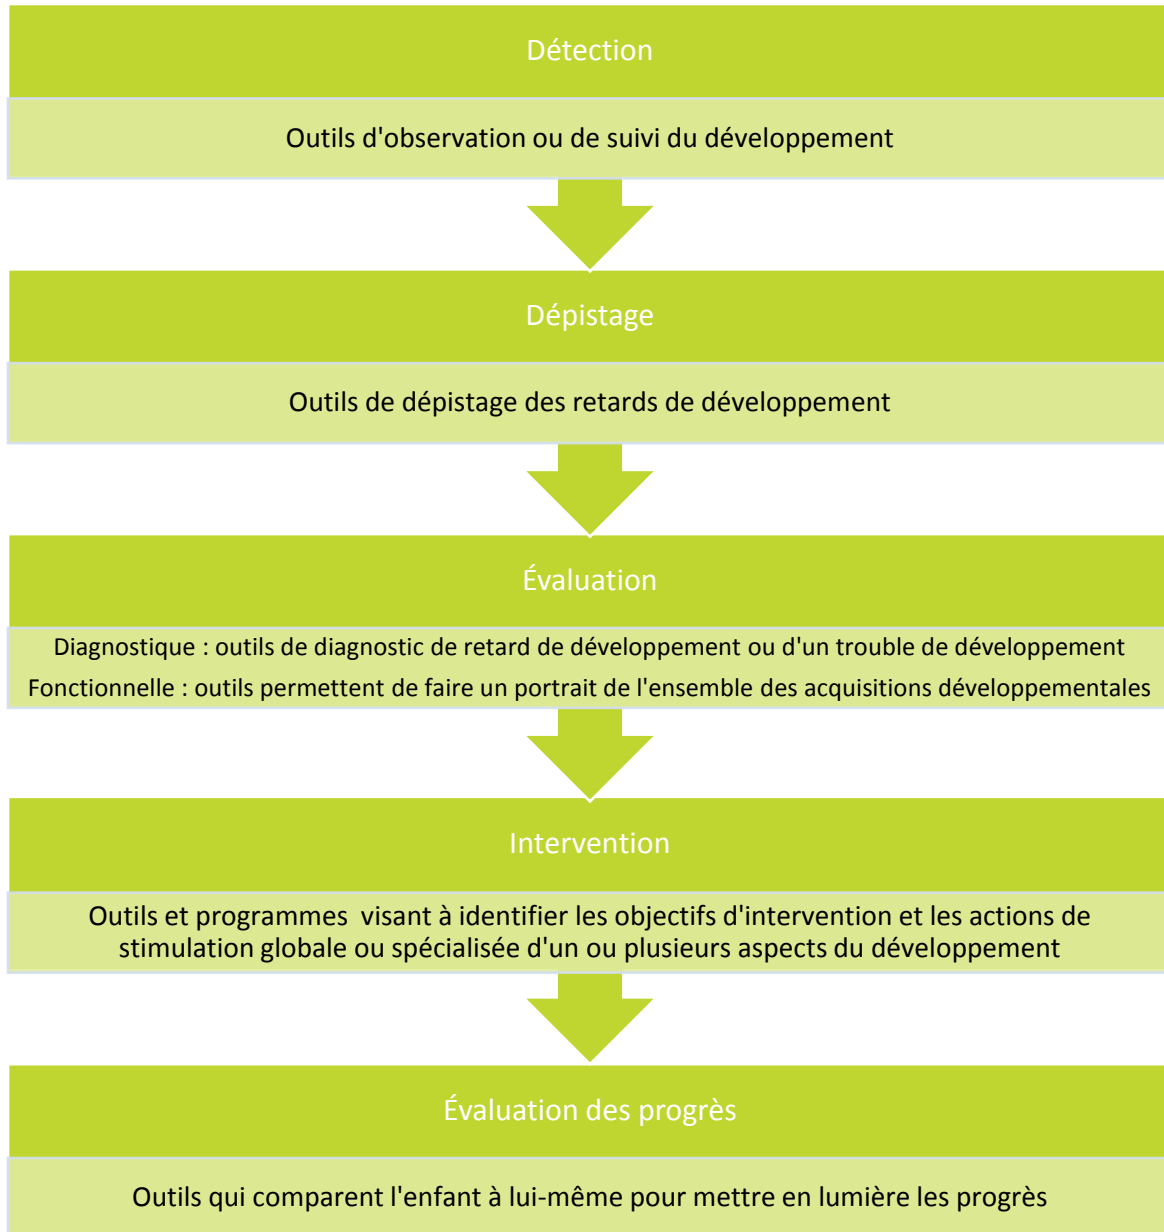 Détection
Outils d'observation ou de suivi du développement
Dépistage
Outils de dépistage des retards de développement
Évaluation
Diagnostique : outils de diagnostic de retard de développement ou d'un trouble de développement
Fonctionnelle : outils permettent de faire un portrait de l'ensemble des acquisitions développementales
Intervention
Outils et programmes  visant à identifier les objectifs d'intervention et les actions de
stimulation globale ou spécialisée d'un ou plusieurs aspects du développement
Évaluation des progrès
Outils qui comparent l'enfant à lui-même pour mettre en lumière les progrès